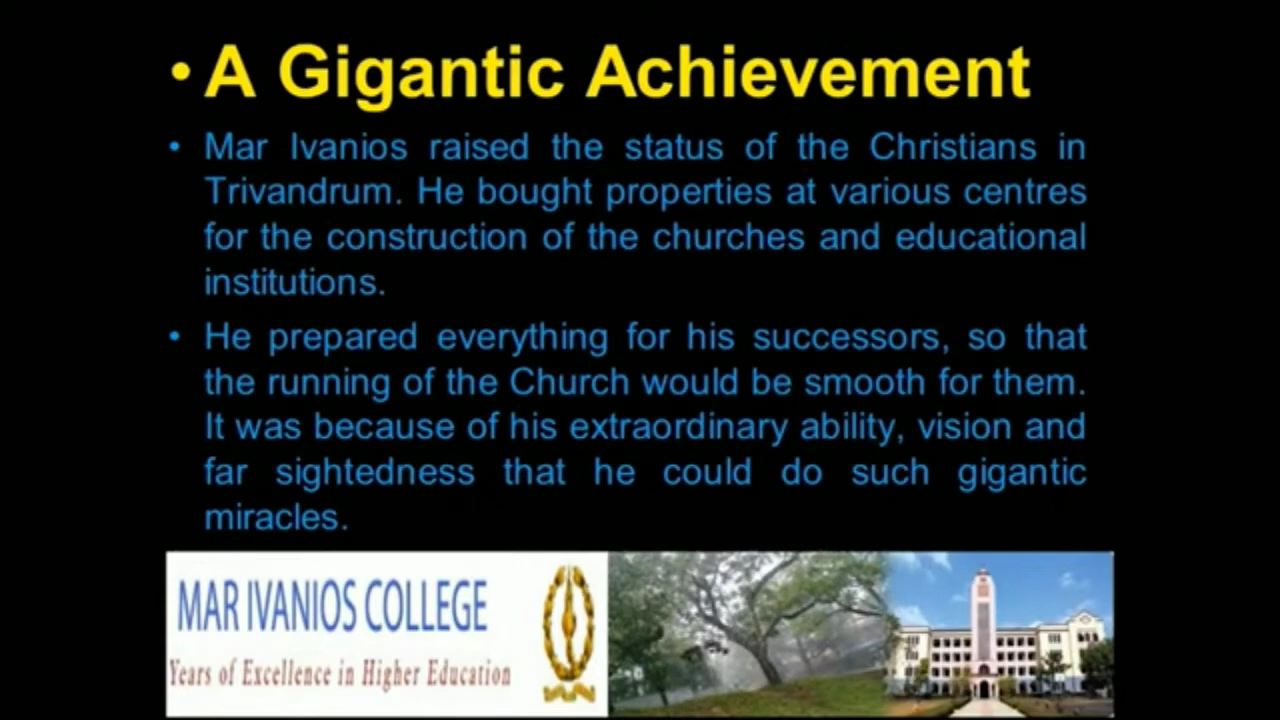 • A Gigantic Achievement
• Mar Ivanios raised the status of the Christians in
Trivandrum. He bought properties at various centres
for the construction of the churches and educational
institutions.
• He prepared everything for his successors, so that
the running of the Church would be smooth for them.
It was because of his extraordinary ability, vision and
far sightedness that he could do such gigantic
miracles.
MAR IVANIOS COLLEGE
Years of Excellence in Higher Education